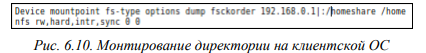 Device mountpoint fs-type options dump fsckorder 192.168.0.1|:/homeshare /home
nfs rw,hard,intr,sync 0 0
Рис. 6.10. Монтирование директории на клиентской ОС